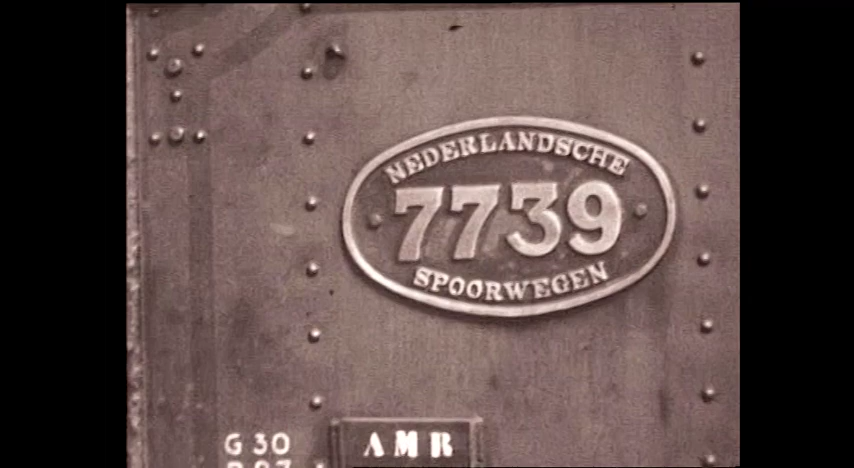 NEDERLANDSCHE
7739
SPOORWEGEN
G 30
AMR